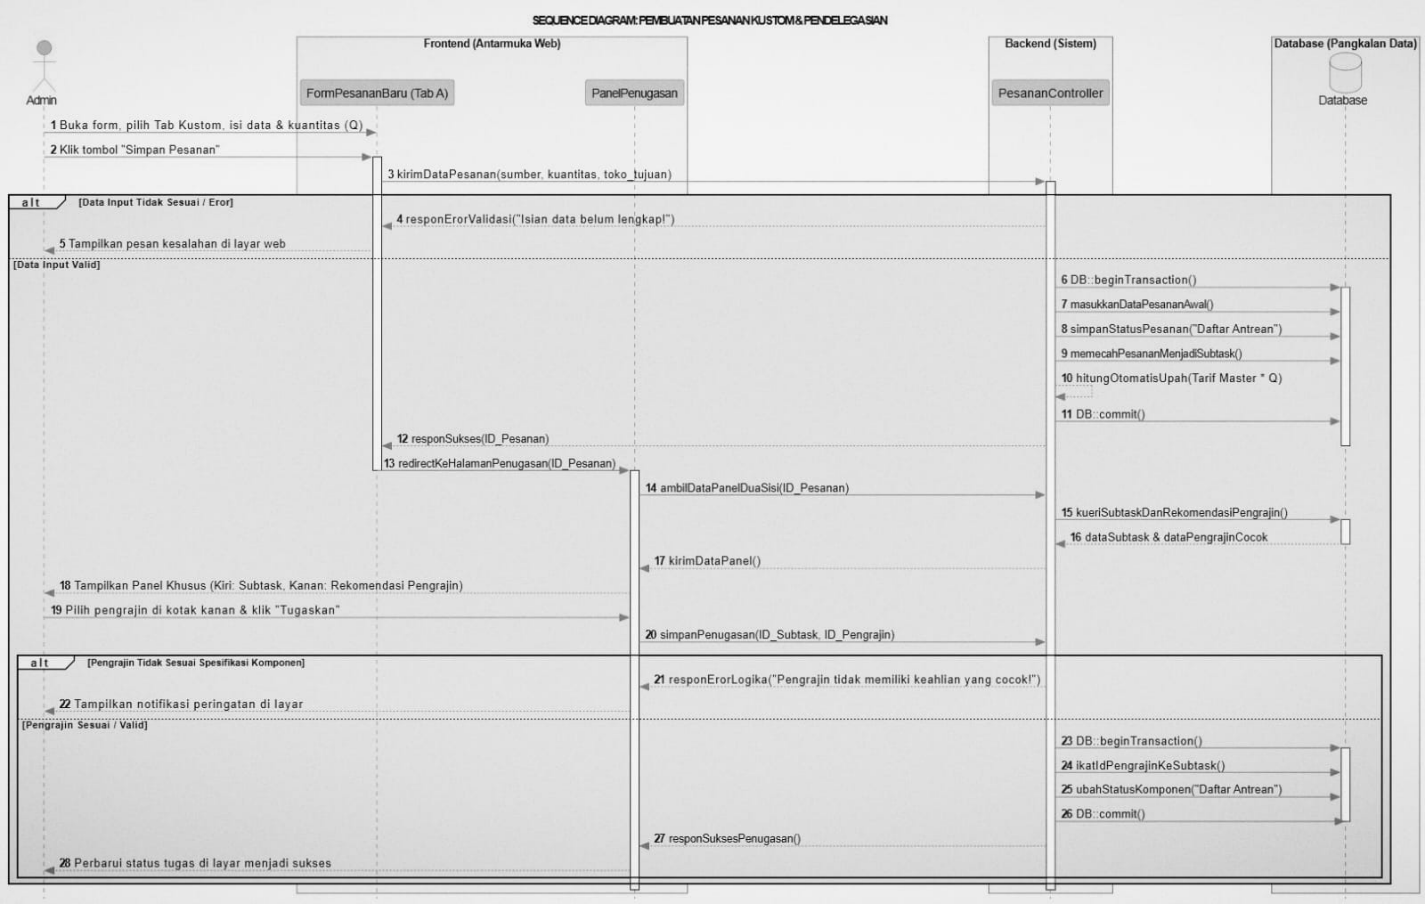 SEQUENCE DIAGRAM: PEMBUATAN PESANAN KUSTOM & PENDELEGASIAN
Frontend (Antarmuka Web)
Backend (Sistem)
Database (Pangkalan Data)
Admin
FormPesananBaru (Tab A)
PanelPenugasan
PesananController
Database
1 Buka form, pilih Tab Kustom, isi data & kuantitas (Q)
2 Klik tombol "Simpan Pesanan"
3 kirimDataPesanan(sumber, kuantitas, toko_tujuan)
alt [Data Input Tidak Sesuai / Eror]
4 responErorValidasi("Isian data belum lengkap!")
5 Tampilkan pesan kesalahan di layar web
[Data Input Valid]
6 DB::beginTransaction()
7 masukkanDataPesananAwal()
8 simpanStatusPesanan("Daftar Antrean")
9 memecahPesananMenjadiSubtask()
10 hitungOtomatisUpah(Tarif Master * Q)
11 DB::commit()
12 responSukses(ID_Pesanan)
13 redirectKeHalamanPenugasan(ID_Pesanan)
14 ambilDataPanelDuaSisi(ID_Pesanan)
15 kueriSubtaskDanRekomendasiPengrajin()
16 dataSubtask & dataPengrajinCocok
17 kirimDataPanel()
18 Tampilkan Panel Khusus (Kiri: Subtask, Kanan: Rekomendasi Pengrajin)
19 Pilih pengrajin di kotak kanan & klik "Tugaskan"
20 simpanPenugasan(ID_Subtask, ID_Pengrajin)
alt [Pengrajin Tidak Sesuai Spesifikasi Komponen]
21 responErorLogika("Pengrajin tidak memiliki keahlian yang cocok!")
22 Tampilkan notifikasi peringatan di layar
[Pengrajin Sesuai / Valid]
23 DB::beginTransaction()
24 ikatIdPengrajinKeSubtask()
25 ubahStatusKomponen("Daftar Antrean")
26 DB::commit()
27 responSuksesPenugasan()
28 Perbarui status tugas di layar menjadi sukses